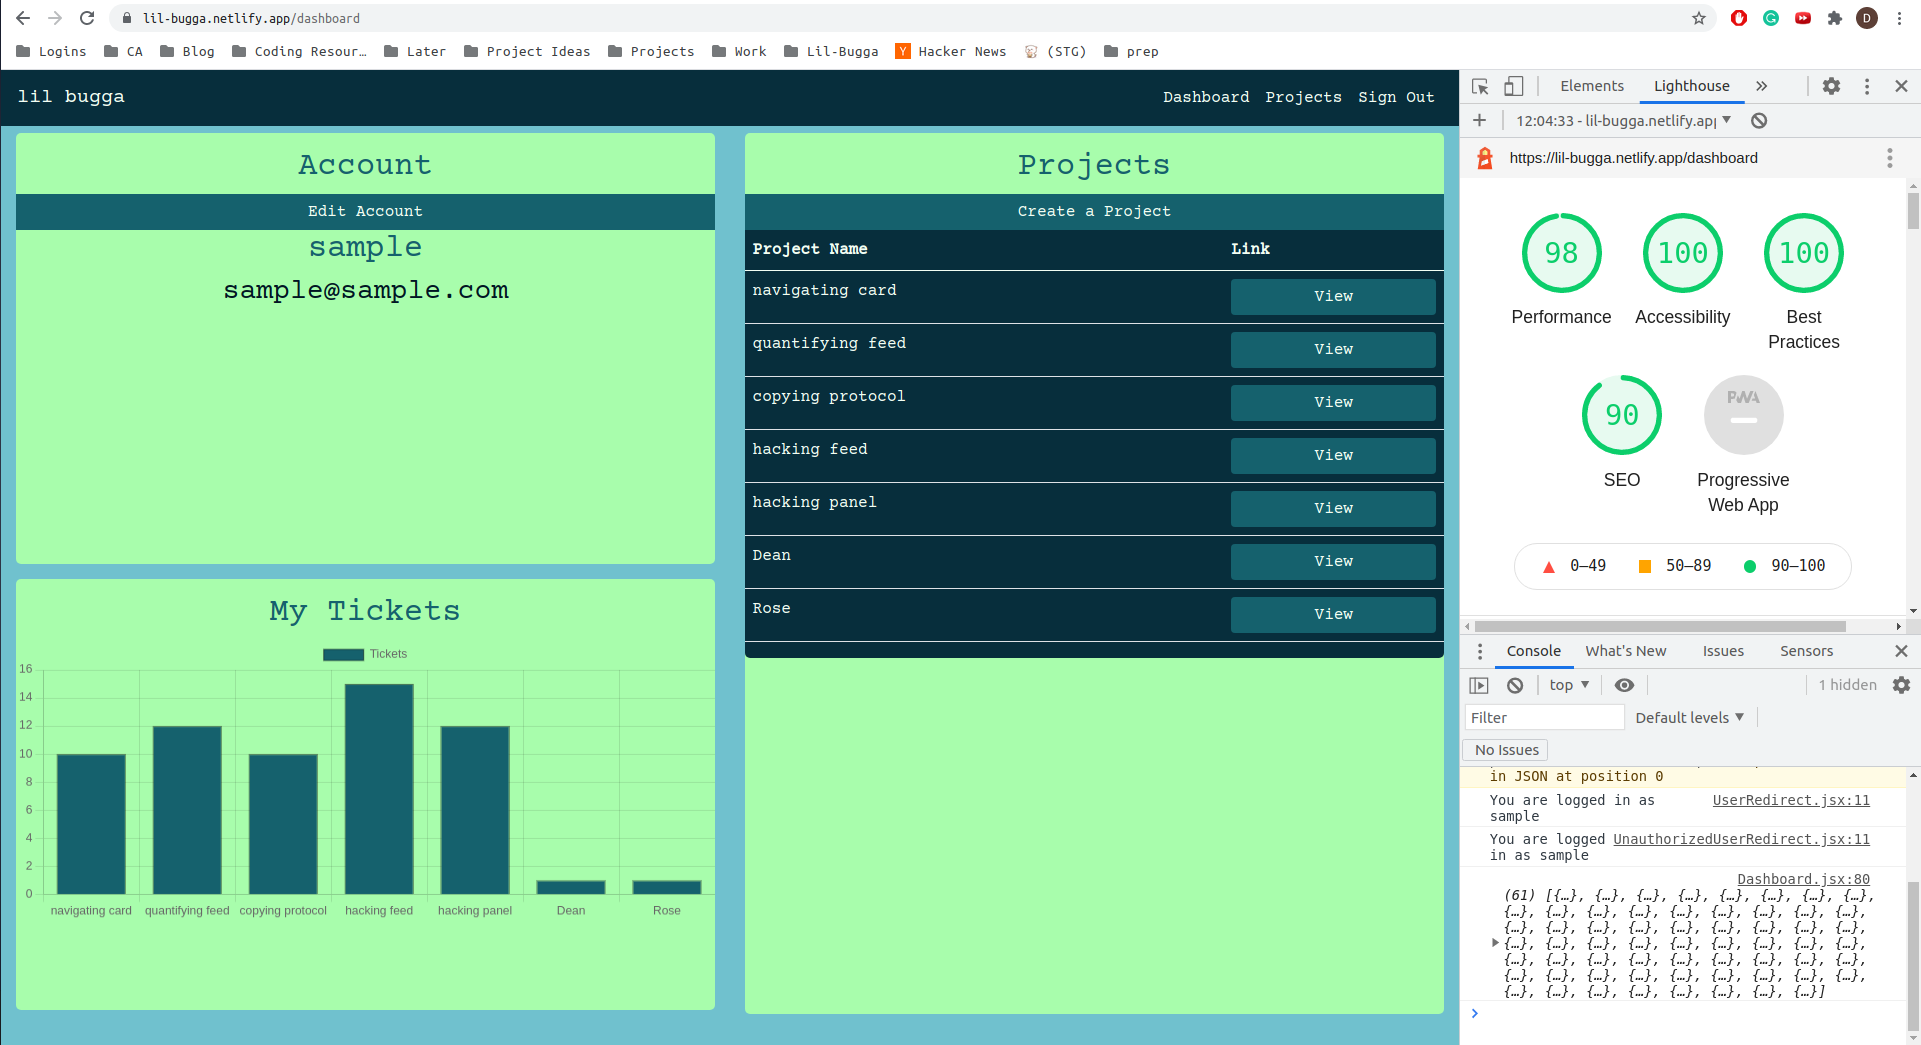 lil-bugga.netlify.app/dashboard
D
Logins CA Blog Coding Resour… Later Project Ideas Projects Work Lil-Bugga Y Hacker News (STG) prep
lil bugga
Dashboard Projects Sign Out
Account
Edit Account
sample
sample@sample.com
My Tickets
Tickets
16
14
12
10
8
6
4
2
0
navigating card quantifying feed copying protocol hacking feed hacking panel Dean Rose
Projects
Create a Project
Project Name Link
navigating card View
quantifying feed View
copying protocol View
hacking feed View
hacking panel View
Dean View
Rose View
Elements Lighthouse
12:04:33 - lil-bugga.netlify.app
https://lil-bugga.netlify.app/dashboard
98 100 100
Performance Accessibility Best
Practices
90 PWA
SEO Progressive
Web App
0–49 50–89 90–100
Console What's New Issues Sensors
top 1 hidden
Filter Default levels
No Issues
in JSON at position 0
You are logged in as UserRedirect.jsx:11
sample
You are logged UnauthorizedUserRedirect.jsx:11
in as sample
Dashboard.jsx:80
(61) [{…}, {…}, {…}, {…}, {…}, {…}, {…}, {…},
{…}, {…}, {…}, {…}, {…}, {…}, {…}, {…}, {…},
{…}, {…}, {…}, {…}, {…}, {…}, {…}, {…}, {…},
{…}, {…}, {…}, {…}, {…}, {…}, {…}, {…}, {…},
{…}, {…}, {…}, {…}, {…}, {…}, {…}, {…}, {…},
{…}, {…}, {…}, {…}, {…}, {…}, {…}, {…}, {…},
{…}, {…}, {…}, {…}, {…}, {…}, {…}, {…}]